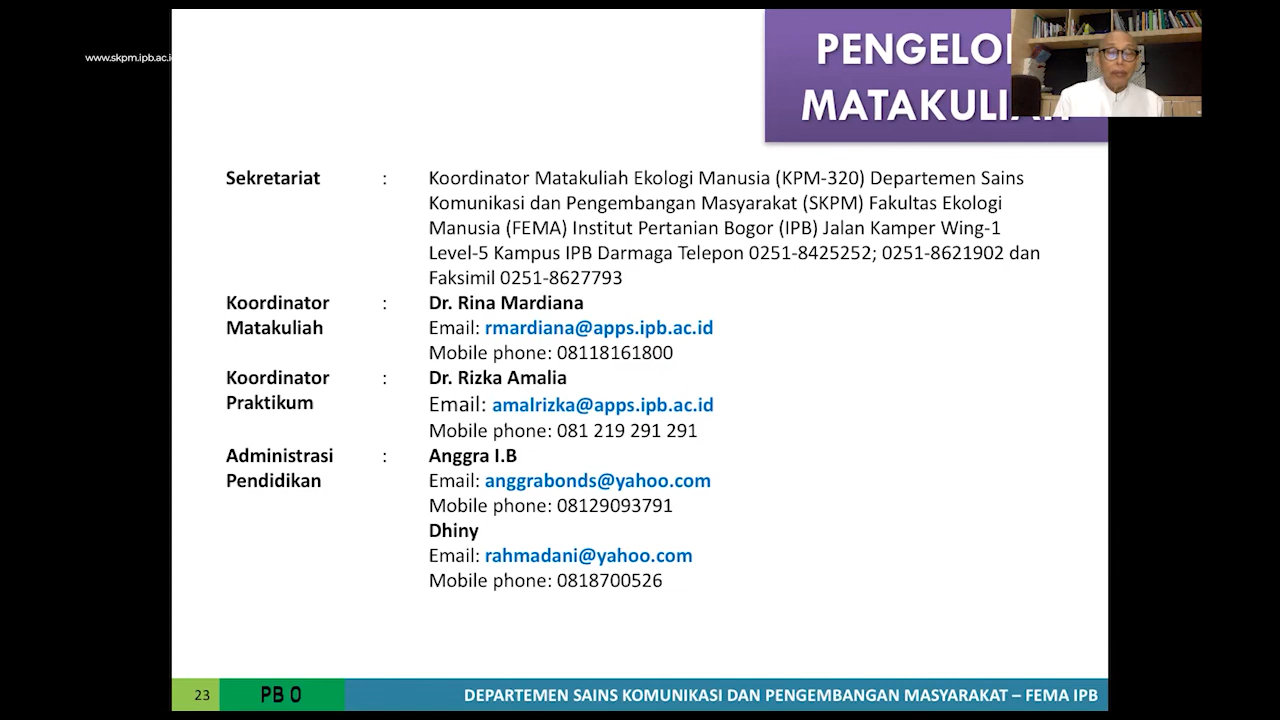 www.skpm.ipb.ac.i
MATAKULIAH
Sekretariat : Koordinator Matakuliah Ekologi Manusia (KPM-320) Departemen Sains
Komunikasi dan Pengembangan Masyarakat (SKPM) Fakultas Ekologi
Manusia (FEMA) Institut Pertanian Bogor (IPB) Jalan Kamper Wing-1
Level-5 Kampus IPB Darmaga Telepon 0251-8425252; 0251-8621902 dan
Faksimil 0251-8627793
Koordinator : Dr. Rina Mardiana
Matakuliah Email: rmardiana@apps.ipb.ac.id
Mobile phone: 08118161800
Koordinator : Dr. Rizka Amalia
Praktikum Email: amalrizka@apps.ipb.ac.id
Mobile phone: 081 219 291 291
Administrasi : Anggra I.B
Pendidikan Email: anggrabonds@yahoo.com
Mobile phone: 08129093791
Dhiny
Email: rahmadani@yahoo.com
Mobile phone: 0818700526
23 PB 0 DEPARTEMEN SAINS KOMUNIKASI DAN PENGEMBANGAN MASYARAKAT – FEMA IPB